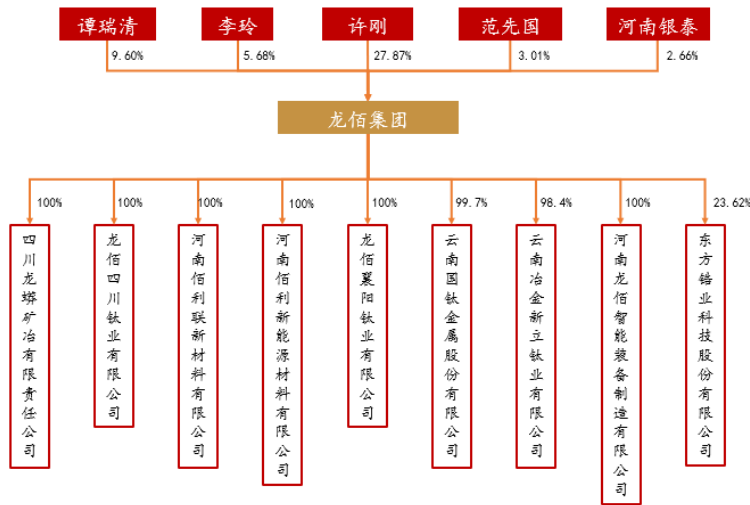 谭瑞清
李玲
许刚
范先国
河南银泰
9.60%
5.68%
27.87%
3.01%
2.66%
龙佰集团
100%
100%
100%
100%
100%
99.7%
98.4%
100%
23.62%
四川龙蟒矿冶有限责任公司
龙佰四川钛业有限公司
河南佰利联新材料有限公司
河南佰利新能源材料有限公司
龙佰襄阳钛业有限公司
云南国钛金属股份有限公司
云南冶金新立钛业有限公司
河南龙佰智能装备制造有限公司
东方锆业科技股份有限公司